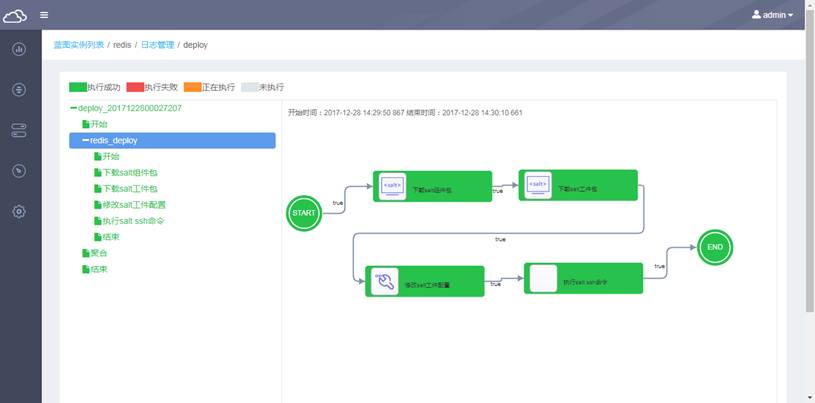 admin
蓝图实例列表 / redis / 日志管理 / deploy
执行成功 执行失败 正在执行 未执行
deploy_2017122800027207
开始
redis_deploy
开始
下载salt组件包
下载salt工件包
修改salt工件配置
执行salt ssh命令
结束
聚合
结束
开始时间：2017-12-28 14:29:50 867 结束时间：2017-12-28 14:30:10 661
START
true
<salt>
下载salt组件包
true
<salt>
下载salt工件包
true
修改salt工件配置
true
执行salt ssh命令
true
END